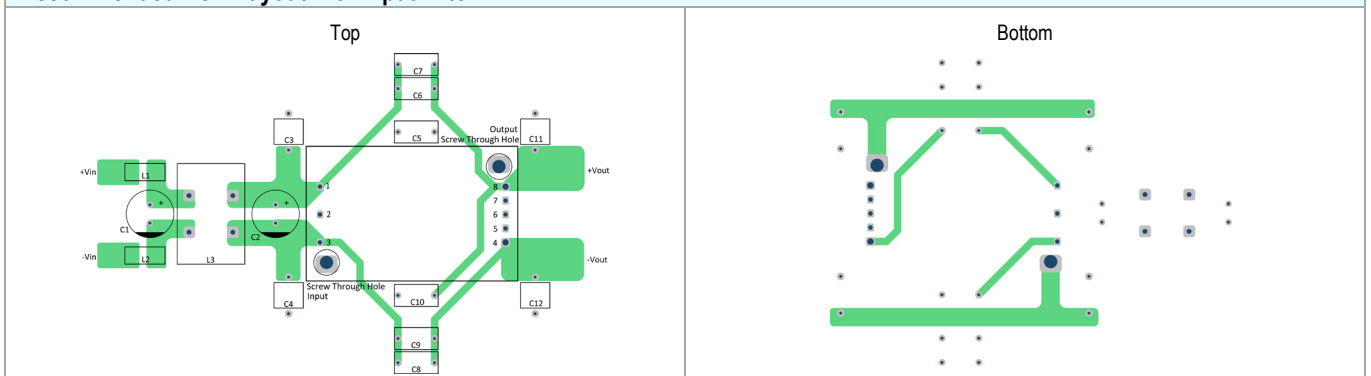 Top
Bottom
C7
C6
C5
Output
Screw Through Hole
C3
C11
+Vin
L1
+Vout
1
8
7
2
6
5
3
4
C1
+
C2
+
-Vin
L2
L3
-Vout
Screw Through Hole
Input
C4
C10
C12
C9
C8